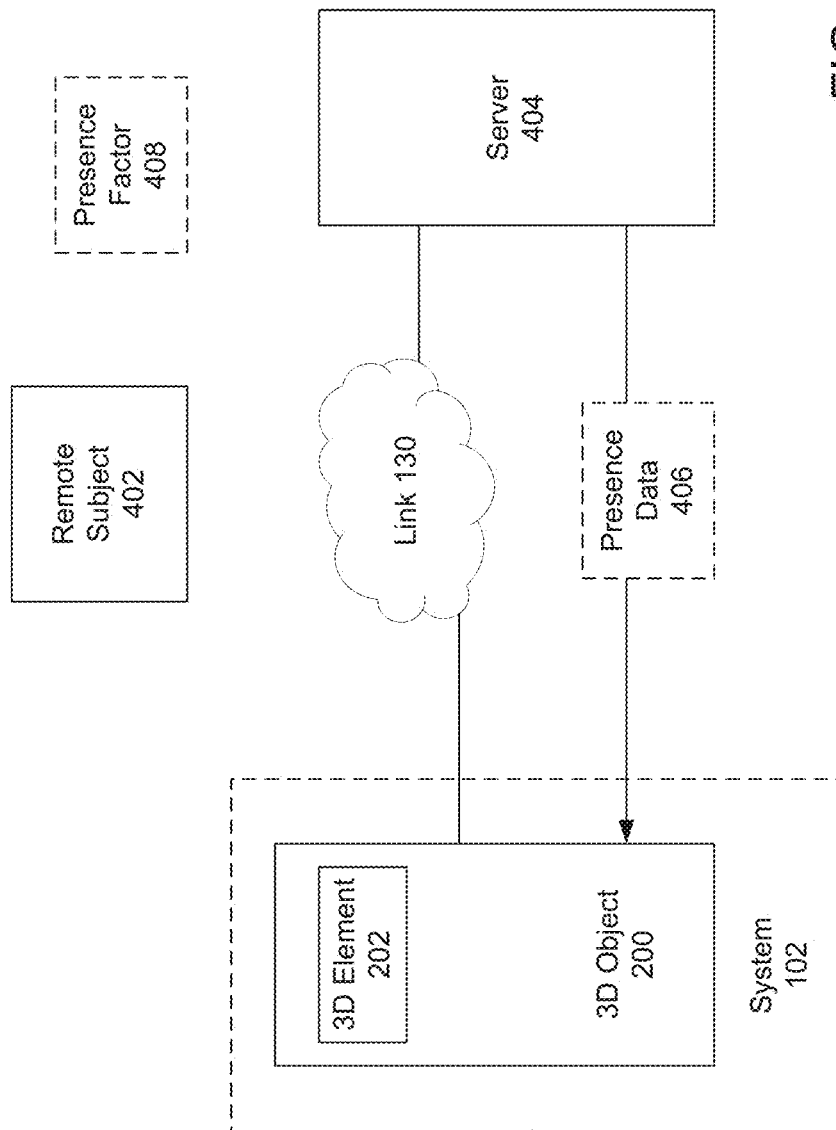 Remote
Subject
402
Presence
Factor
408
3D Element
202
3D Object
200
System
102
Link 130
Presence
Data
406
Server
404